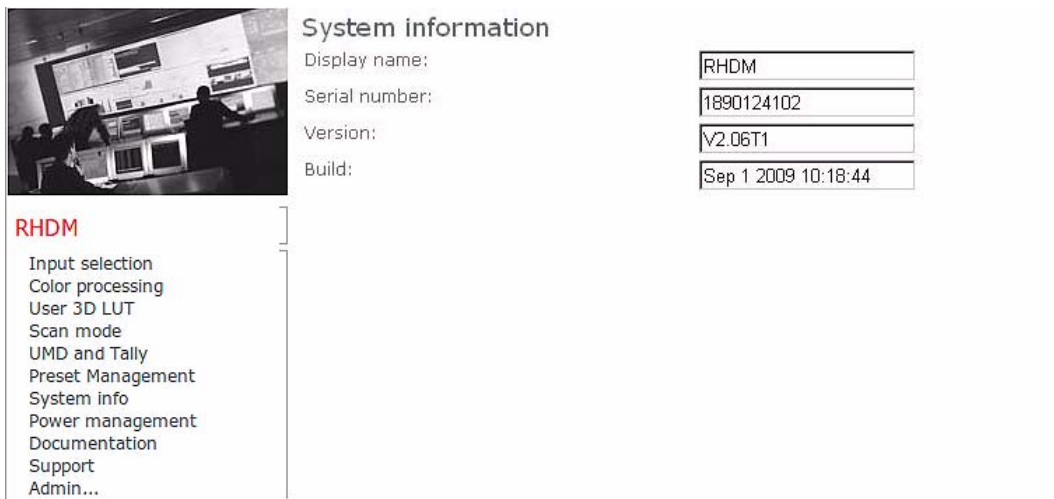 System information
Display name: RHDM
Serial number: 1890124102
Version: V2.06T1
Build: Sep 1 2009 10:18:44
RHDM
Input selection
Color processing
User 3D LUT
Scan mode
UMD and Tally
Preset Management
System info
Power management
Documentation
Support
Admin...